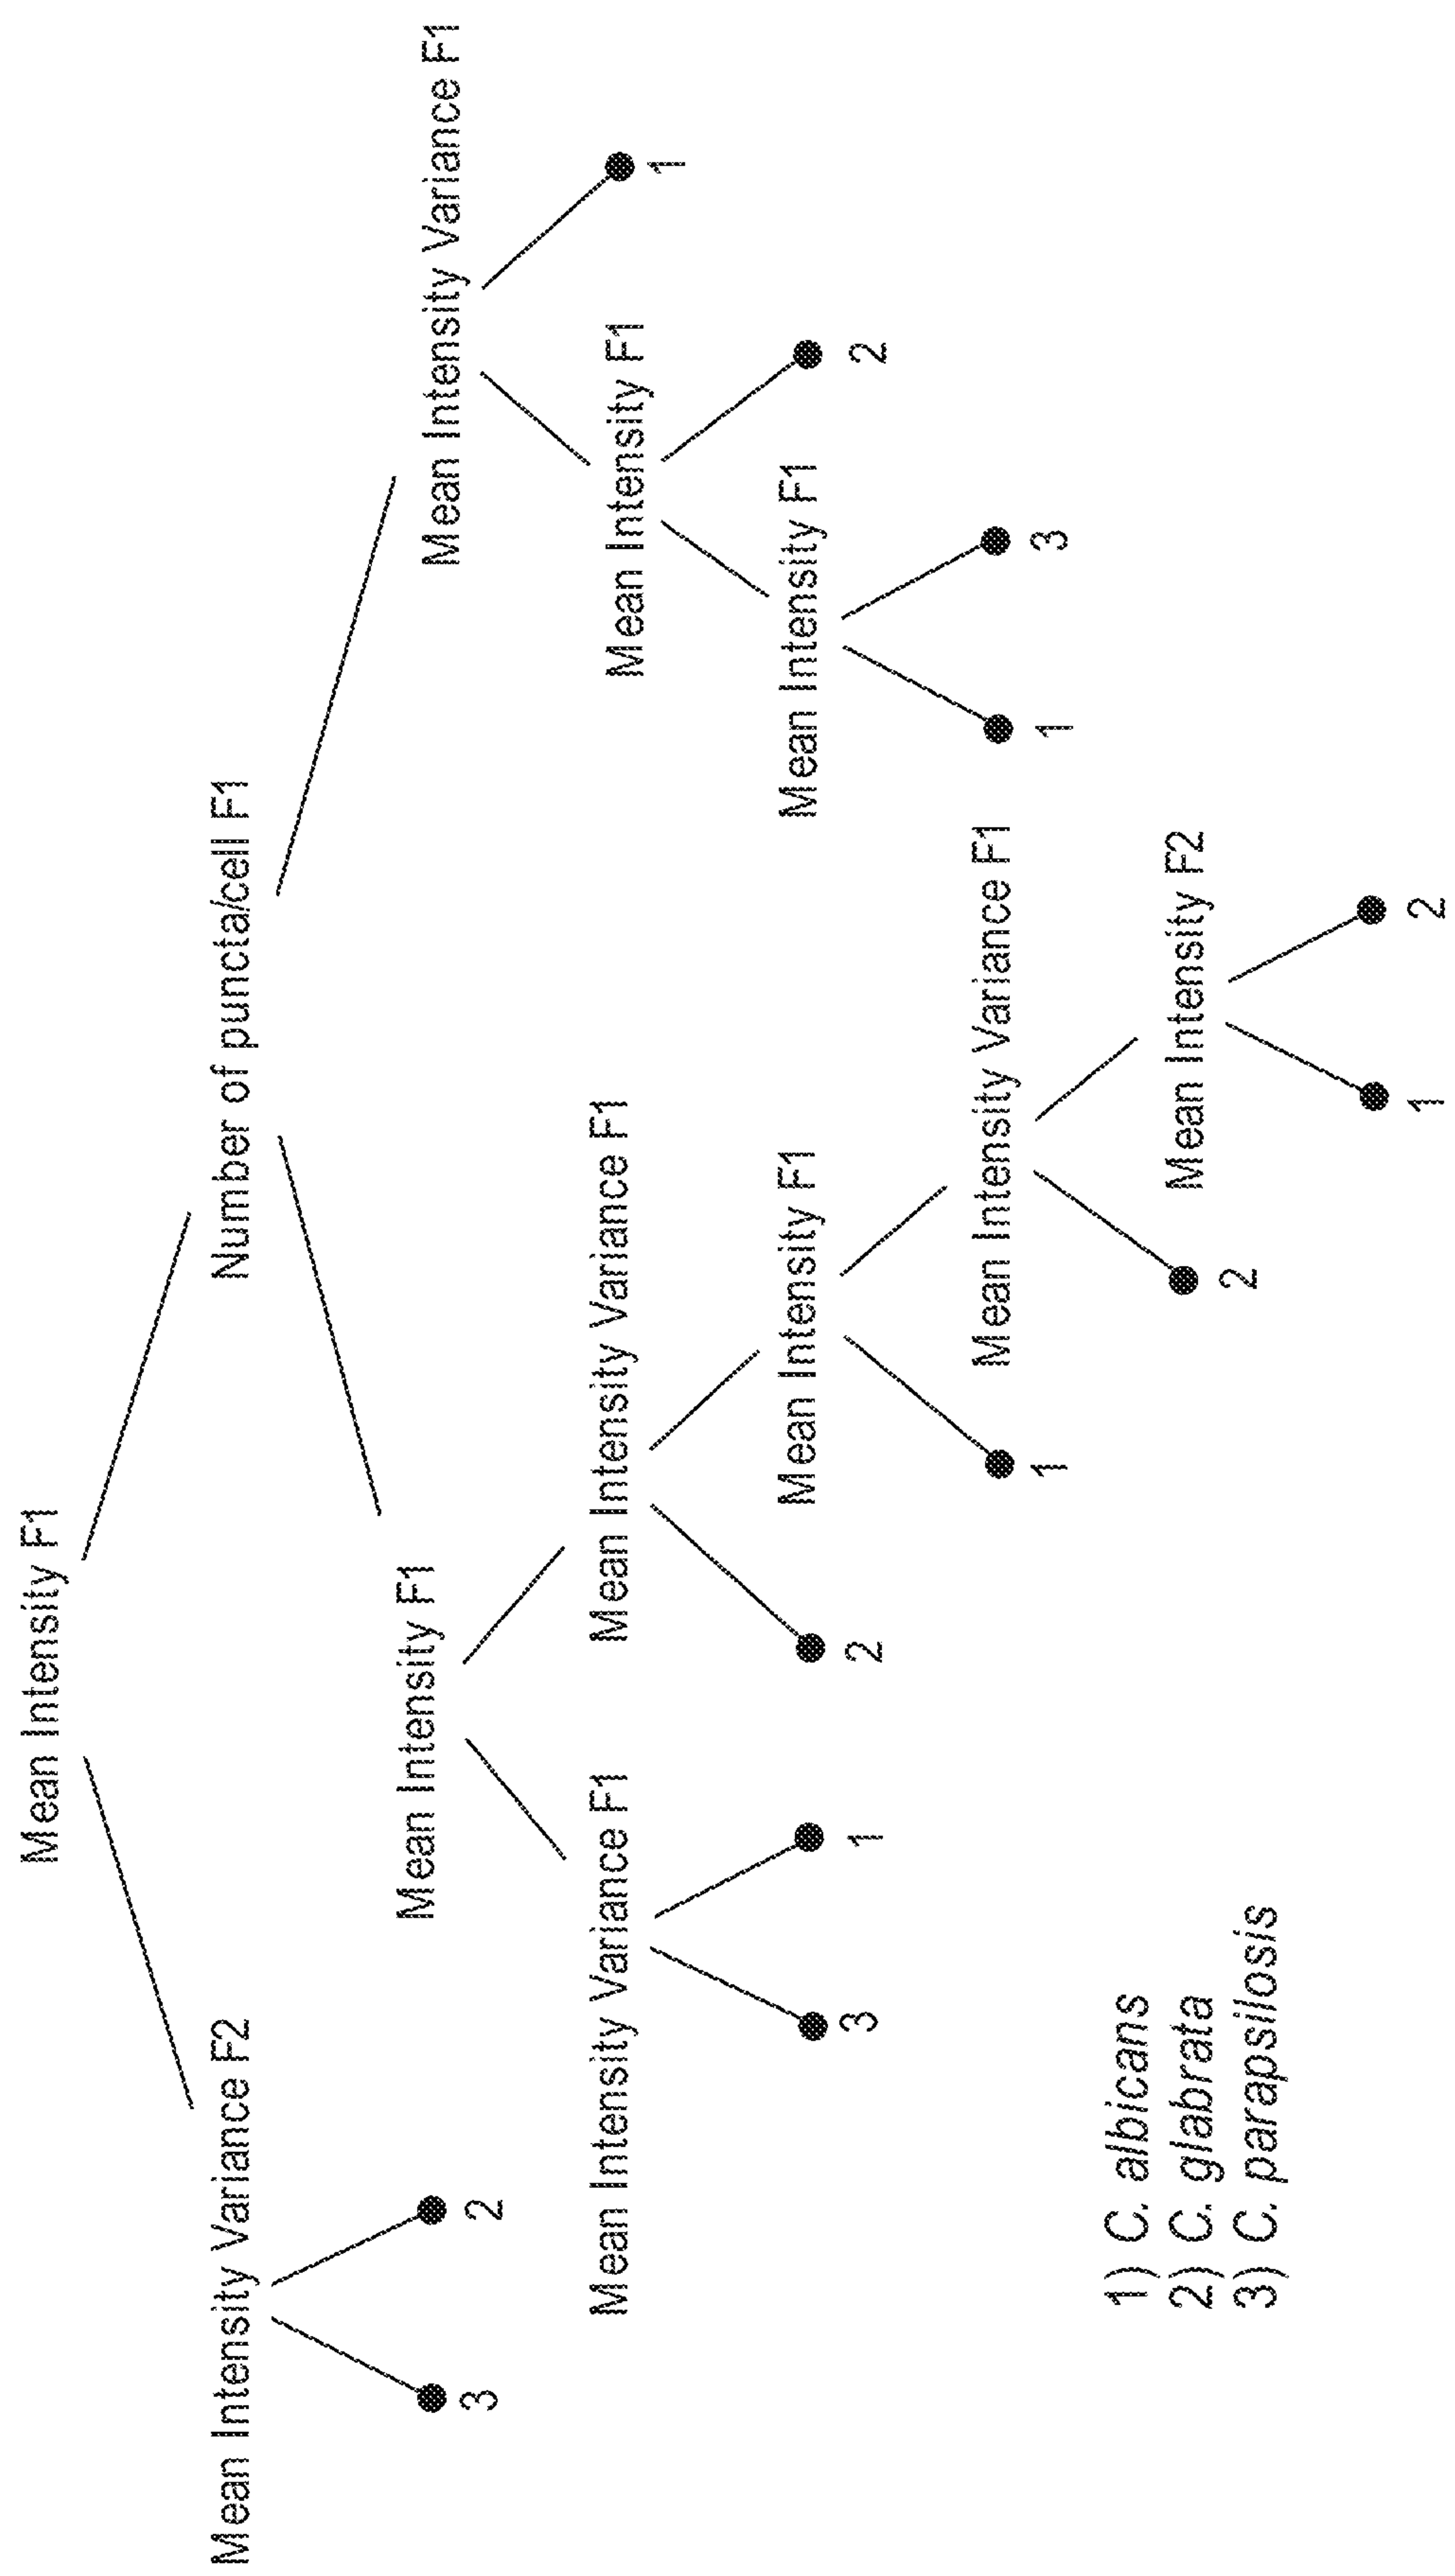 Mean Intensity F1
Mean Intensity Variance F2
Number of puncta/cell F1
3
2
Mean Intensity F1
Mean Intensity Variance F1
Mean Intensity Variance F1
Mean Intensity Variance F1
Mean Intensity F1
1
3
1
2
Mean Intensity F1
Mean Intensity F1
2
1
Mean Intensity Variance F1
1
3
2
Mean Intensity F2
1
2
1) C. albicans
2) C. glabrata
3) C. parapsilosis